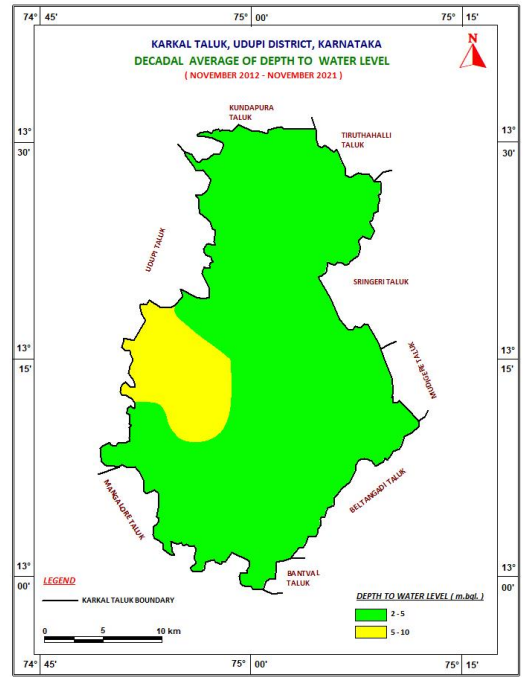 74° 45'
75° 00'
75° 15'
KARKAL TALUK, UDUPI DISTRICT, KARNATAKA
DECADAL AVERAGE OF DEPTH TO WATER LEVEL
( NOVEMBER 2012 - NOVEMBER 2021 )
N
KUNDAPURA
TALUK
TIRUTHAHALLI
TALUK
13°
30'
13°
30'
UDUPI TALUK
SRINGERI TALUK
13°
15'
13°
15'
MUDIGERE TALUK
BELTANGADI TALUK
MANGALORE TALUK
BANTVAL
TALUK
13°
00'
13°
00'
LEGEND
KARKAL TALUK BOUNDARY
0 5 10 km
DEPTH TO WATER LEVEL ( m.bgl. )
2 - 5
5 - 10
74° 45'
75° 00'
75° 15'